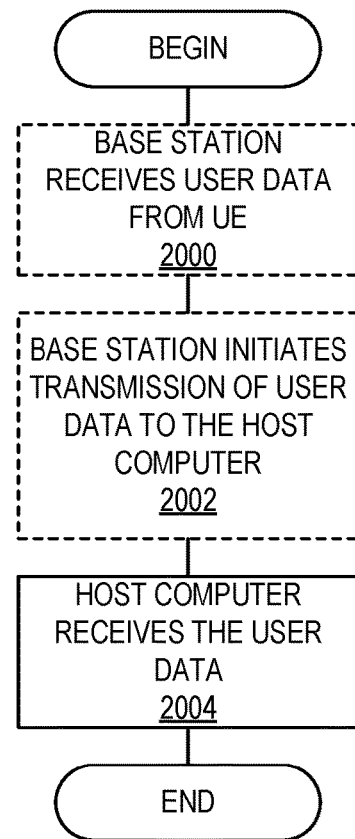 BEGIN
BASE STATION
RECEIVES USER DATA
FROM UE
2000
BASE STATION INITIATES
TRANSMISSION OF USER
DATA TO THE HOST
COMPUTER
2002
HOST COMPUTER
RECEIVES THE USER
DATA
2004
END